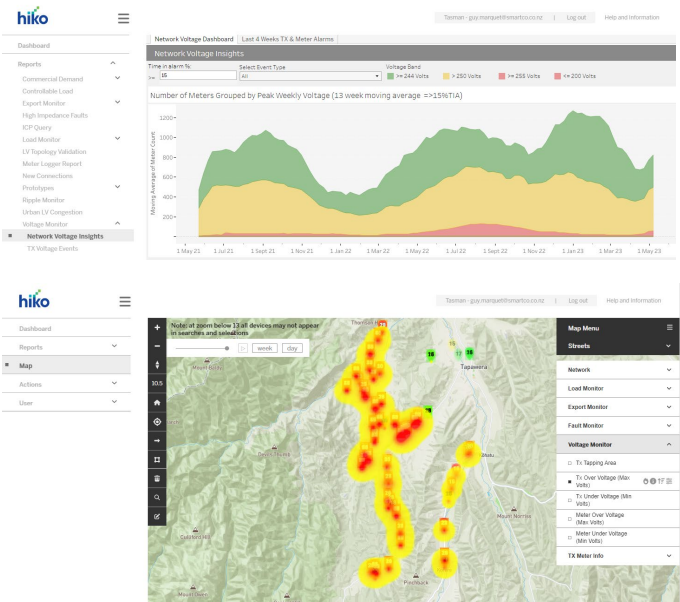 hiko
Tasman - guy.marquet@smartco.co.nz | Log out Help and Information
Dashboard
Reports
Commercial Demand
Controllable Load
Export Monitor
High Impedance Faults
ICP Query
Load Monitor
LV Topology Validation
Meter Logger Report
New Connections
Prototypes
Ripple Monitor
Urban LV Congestion
Voltage Monitor
Network Voltage Insights
TX Voltage Events
Network Voltage Dashboard | Last 4 Weeks TX & Meter Alarms
Network Voltage Insights
Time in alarm %: Select Event Type Voltage Band
>= 15 All >= 244 Volts > 250 Volts >= 255 Volts <= 200 Volts
Number of Meters Grouped by Peak Weekly Voltage (13 week moving average =>15%TIA)
Moving Average of Meter Count
1200
1000
800
600
400
200
1 May 21 1 Jul 21 1 Sept 21 1 Nov 21 1 Jan 22 1 Mar 22 1 May 22 1 Jul 22 1 Sept 22 1 Nov 22 1 Jan 23 1 Mar 23 1 May 23
hiko
Tasman - guy.marquet@smartco.co.nz | Log out Help and Information
Dashboard
Reports
Map
Actions
User
Note: at zoom below 13 all devices may not appear
in searches and selections
week day
10.5
Mount Baldy
Tapawera
18
15
17
18
Cloudford Hill
Mount Norriss
Pinchback
Mount Owen
Map Menu
Streets
Network
Load Monitor
Export Monitor
Fault Monitor
Voltage Monitor
Tx Tapping Area
Tx Over Voltage (Max
Volts)
Tx Under Voltage (Min
Volts)
Meter Over Voltage
(Max Volts)
Meter Under Voltage
(Min Volts)
TX Meter Info